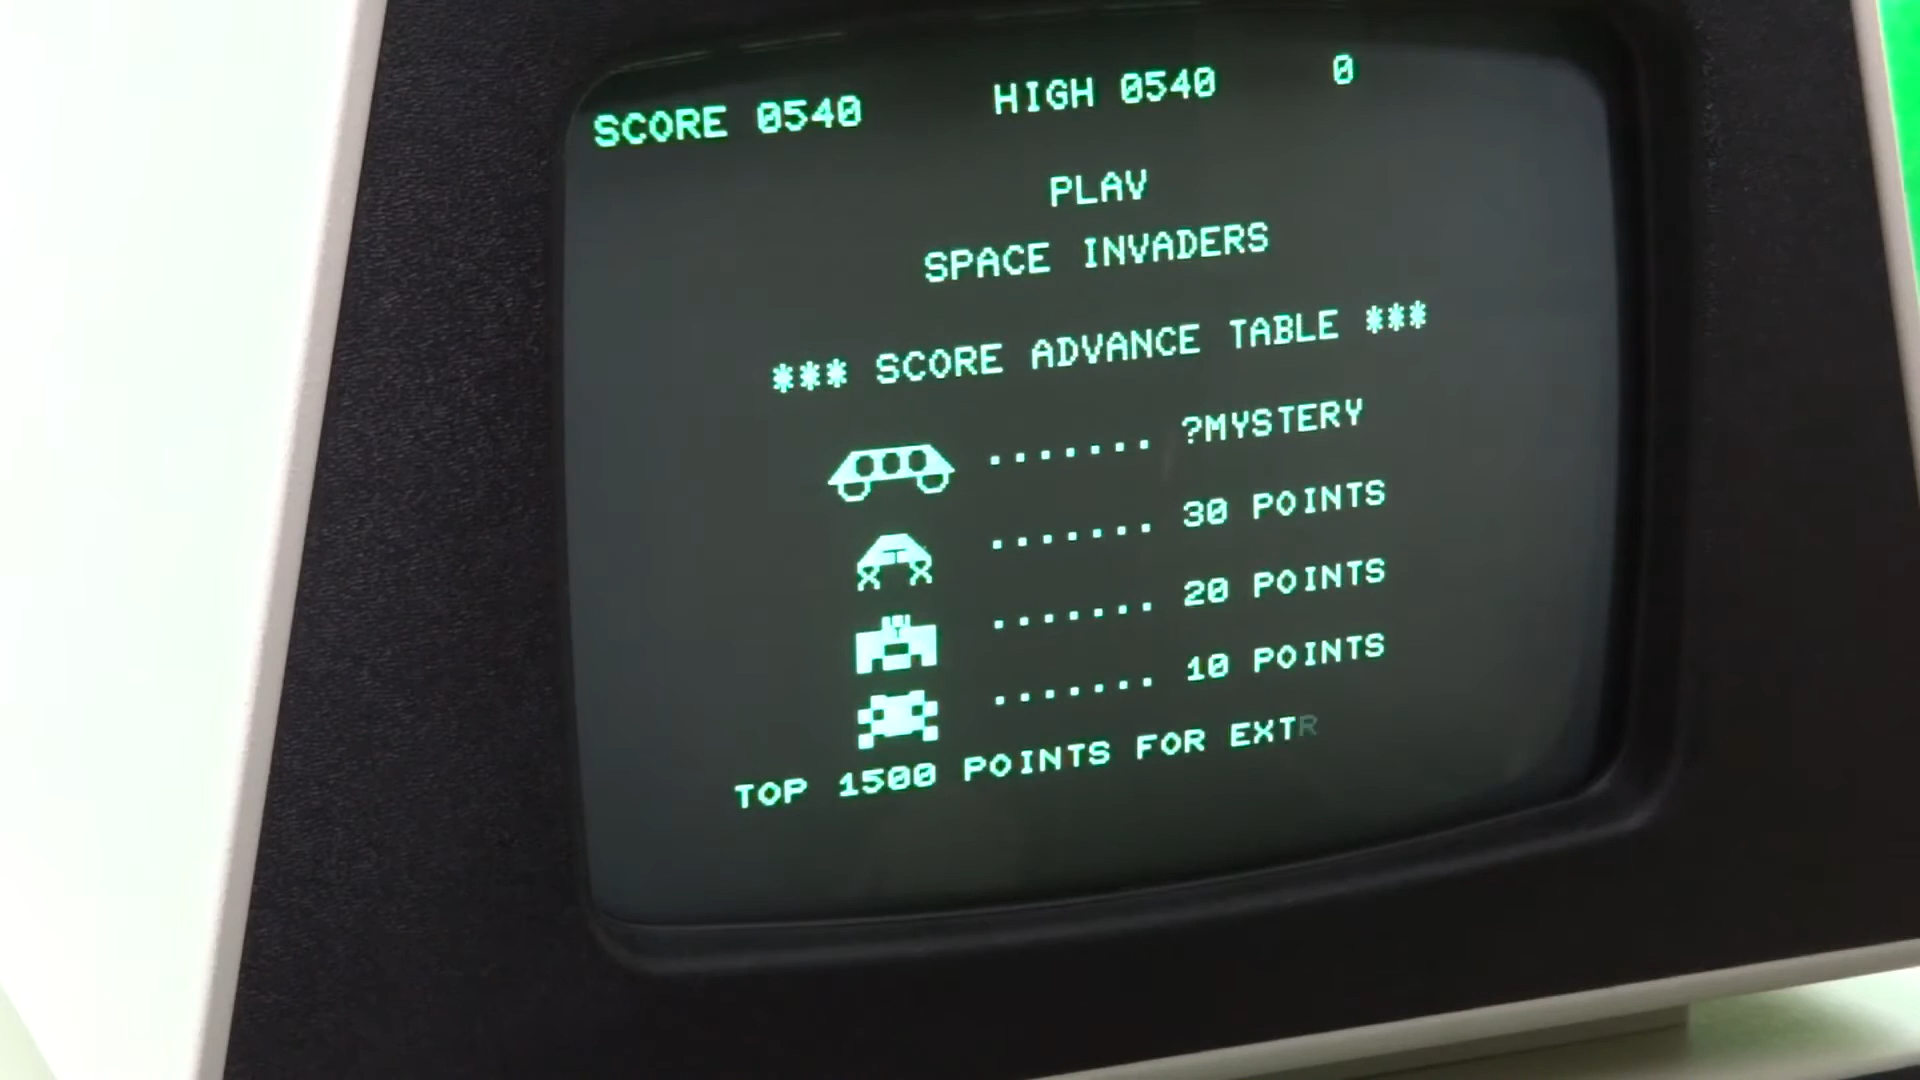 SCORE 0540 HIGH 0540 0
PLAV
SPACE INVADERS
*** SCORE ADVANCE TABLE ***
....... ?MYSTERY
....... 30 POINTS
....... 20 POINTS
....... 10 POINTS
TOP 1500 POINTS FOR EXTR